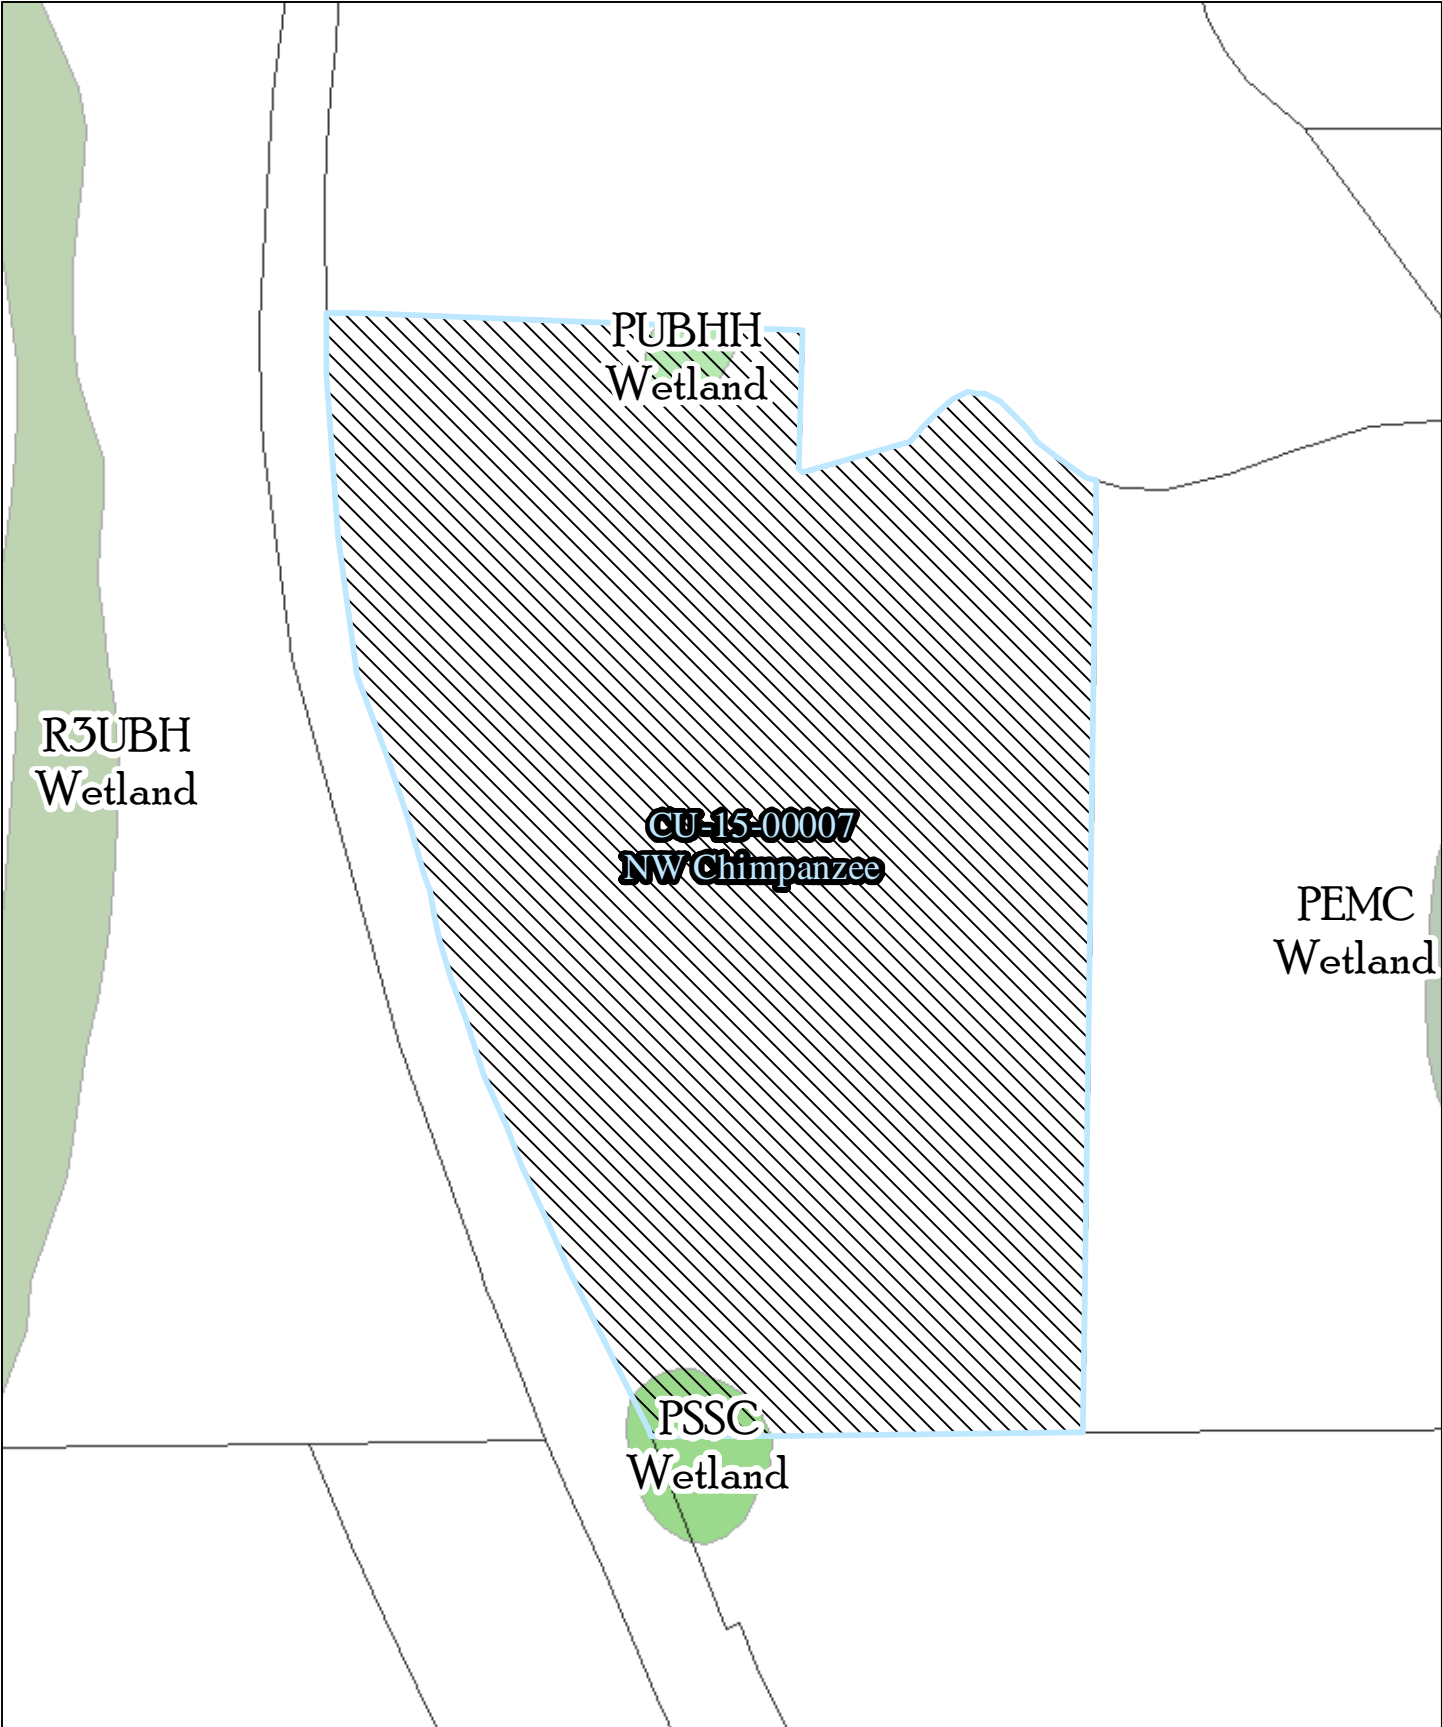 PUBHH
Wetland
R3UBH
Wetland
CU-15-00007
NW Chimpanzee
PEMC
Wetland
PSSC
Wetland